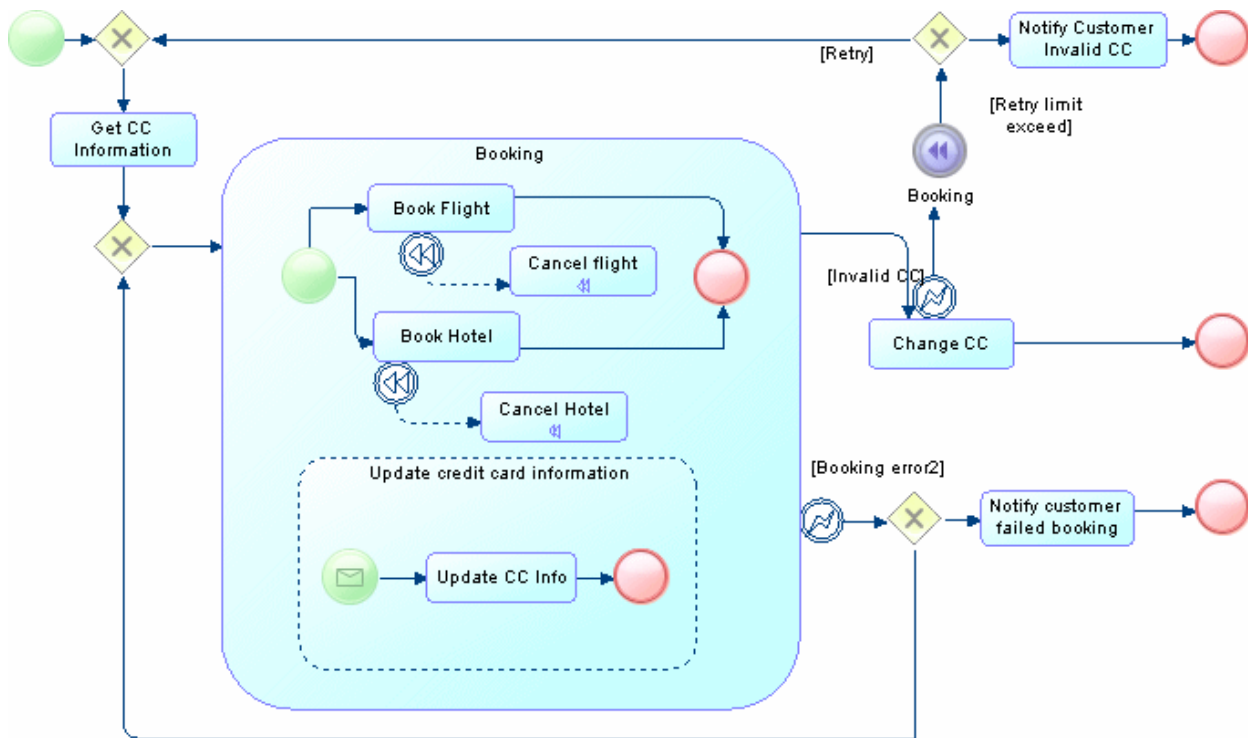 Notify Customer
Invalid CC
[Retry]
[Retry limit
exceed]
Get CC
Information
Booking
Booking
Book Flight
Cancel flight
[Invalid CC]
Book Hotel
Change CC
Cancel Hotel
Update credit card information
[Booking error2]
Notify customer
failed booking
Update CC Info